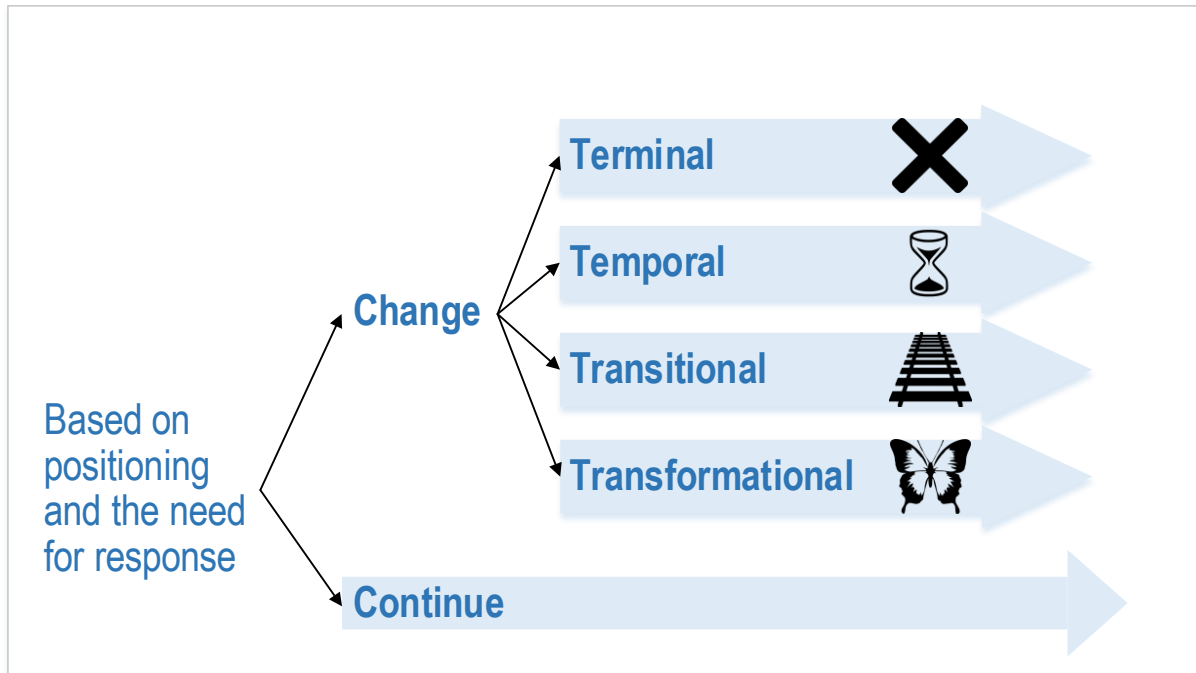 Terminal
Temporal
Change
Transitional
Based on
positioning
and the need
for response
Transformational
Continue